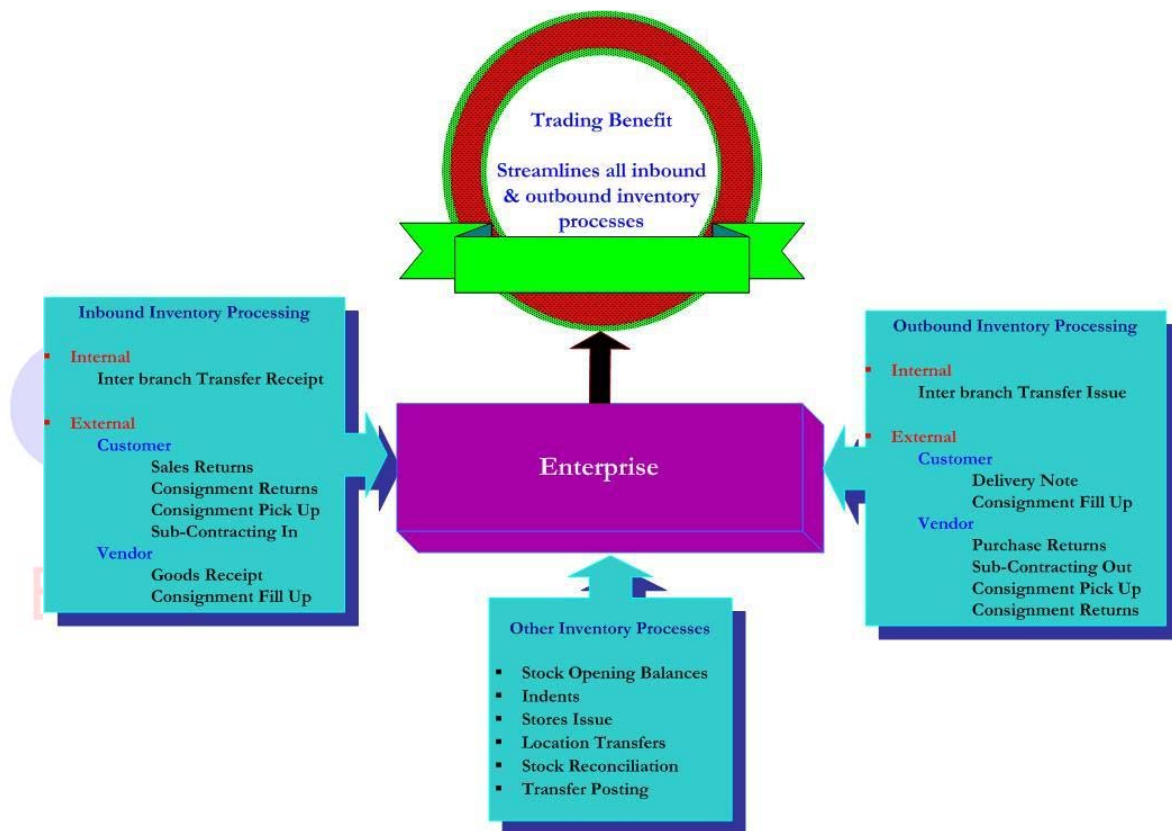 Trading Benefit
Streamlines all inbound
& outbound inventory
processes
Inbound Inventory Processing
Internal
Inter branch Transfer Receipt
External
Customer
Sales Returns
Consignment Returns
Consignment Pick Up
Sub-Contracting In
Vendor
Goods Receipt
Consignment Fill Up
Enterprise
Outbound Inventory Processing
Internal
Inter branch Transfer Issue
External
Customer
Delivery Note
Consignment Fill Up
Vendor
Purchase Returns
Sub-Contracting Out
Consignment Pick Up
Consignment Returns
Other Inventory Processes
Stock Opening Balances
Indents
Stores Issue
Location Transfers
Stock Reconciliation
Transfer Posting